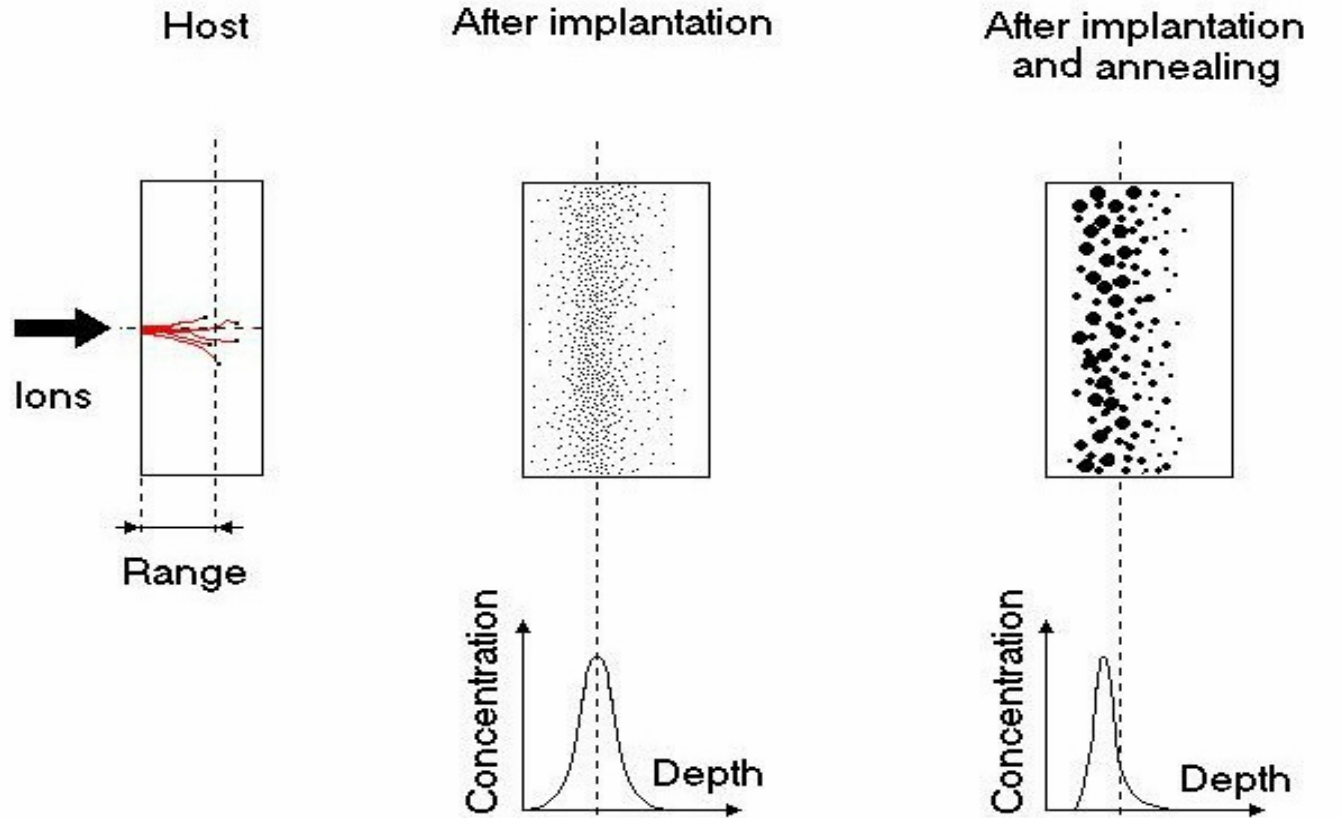 Host
After implantation
After implantation
and annealing
Ions
Range
Concentration
Depth
Concentration
Depth